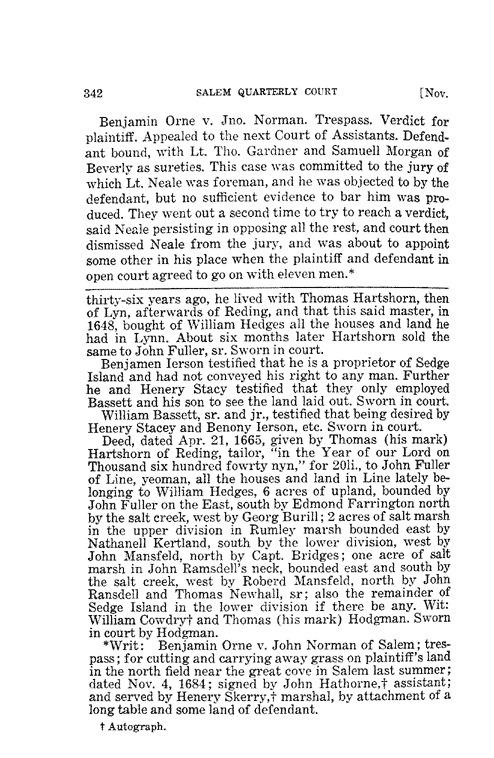 342 SALEM QUARTERLY COURT [Nov.
Benjamin Orne v. Jno. Norman. Trespass. Verdict for
plaintiff. Appealed to the next Court of Assistants. Defend-
ant bound, with Lt. Tho. Gardner and Samuell Morgan of
Beverly as sureties. This case was committed to the jury of
which Lt. Neale was foreman, and he was objected to by the
defendant, but no sufficient evidence to bar him was pro-
duced. They went out a second time to try to reach a verdict,
said Neale persisting in opposing all the rest, and court then
dismissed Neale from the jury, and was about to appoint
some other in his place when the plaintiff and defendant in
open court agreed to go on with eleven men.*
thirty-six years ago, he lived with Thomas Hartshorn, then
of Lyn, afterwards of Reding, and that this said master, in
1648, bought of William Hedges all the houses and land he
had in Lynn. About six months later Hartshorn sold the
same to John Fuller, sr. Sworn in court.
Benjamen Ierson testified that he is a proprietor of Sedge
Island and had not conveyed his right to any man. Further
he and Henery Stacy testified that they only employed
Bassett and his son to see the land laid out. Sworn in court.
William Bassett, sr. and jr., testified that being desired by
Henery Stacey and Benony Ierson, etc. Sworn in court.
Deed, dated Apr. 21, 1665, given by Thomas (his mark)
Hartshorn of Reding, tailor, "in the Year of our Lord on
Thousand six hundred fowrty nyn," for 20li., to John Fuller
of Line, yeoman, all the houses and land in Line lately be-
longing to William Hedges, 6 acres of upland, bounded by
John Fuller on the East, south by Edmond Farrington north
by the salt creek, west by Georg Burill; 2 acres of salt marsh
in the upper division in Rumley marsh bounded east by
Nathanell Kertland, south by the lower division, west by
John Mansfeld, north by Capt. Bridges; one acre of salt
marsh in John Ramsdell's neck, bounded east and south by
the salt creek, west by Roberd Mansfeld, north by John
Ransdell and Thomas Newhall, sr; also the remainder of
Sedge Island in the lower division if there be any. Wit:
William Cowdry† and Thomas (his mark) Hodgman. Sworn
in court by Hodgman.
*Writ: Benjamin Orne v. John Norman of Salem; tres-
pass; for cutting and carrying away grass on plaintiff's land
in the north field near the great cove in Salem last summer;
dated Nov. 4, 1684; signed by John Hathorne,† assistant;
and served by Henery Skerry,† marshal, by attachment of a
long table and some land of defendant.
† Autograph.